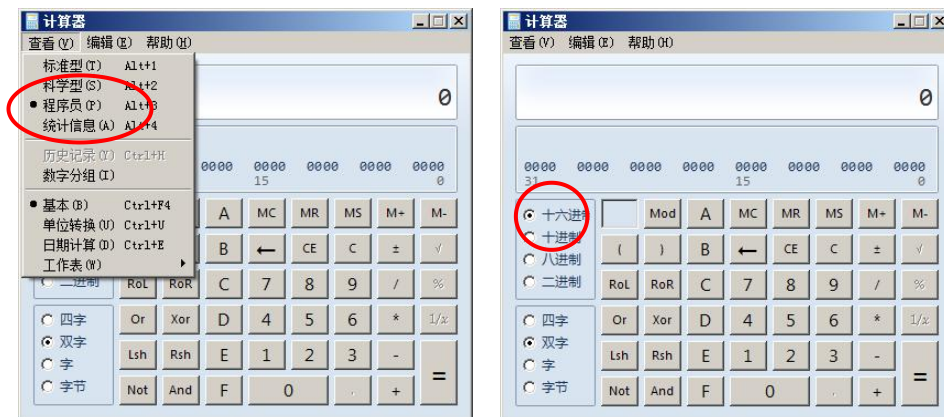 计算器
查看(V) 编辑(E) 帮助(H)
标准型(T) Alt+1
科学型(S) Alt+2
程序员(P) Alt+3
统计信息(A) Alt+4
历史记录(Y) Ctrl+H
数字分组(I)
基本(B) Ctrl+F4
单位转换(U) Ctrl+U
日期计算(D) Ctrl+E
工作表(W)
0
0000 0000 0000 0000 0000
15 0
A MC MR MS M+ M-
B ← CE C ± √
二进制 RoL RoR C 7 8 9 / %
四字 Or Xor D 4 5 6 * 1/x
双字
字 Lsh Rsh E 1 2 3 - =
字节 Not And F 0 . +
计算器
查看(V) 编辑(E) 帮助(H)
0
0000 0000 0000 0000 0000 0000 0000 0000
31 15 0
十六进制 Mod A MC MR MS M+ M-
十进制 ( ) B ← CE C ± √
八进制
二进制 RoL RoR C 7 8 9 / %
四字 Or Xor D 4 5 6 * 1/x
双字
字 Lsh Rsh E 1 2 3 - =
字节 Not And F 0 . +